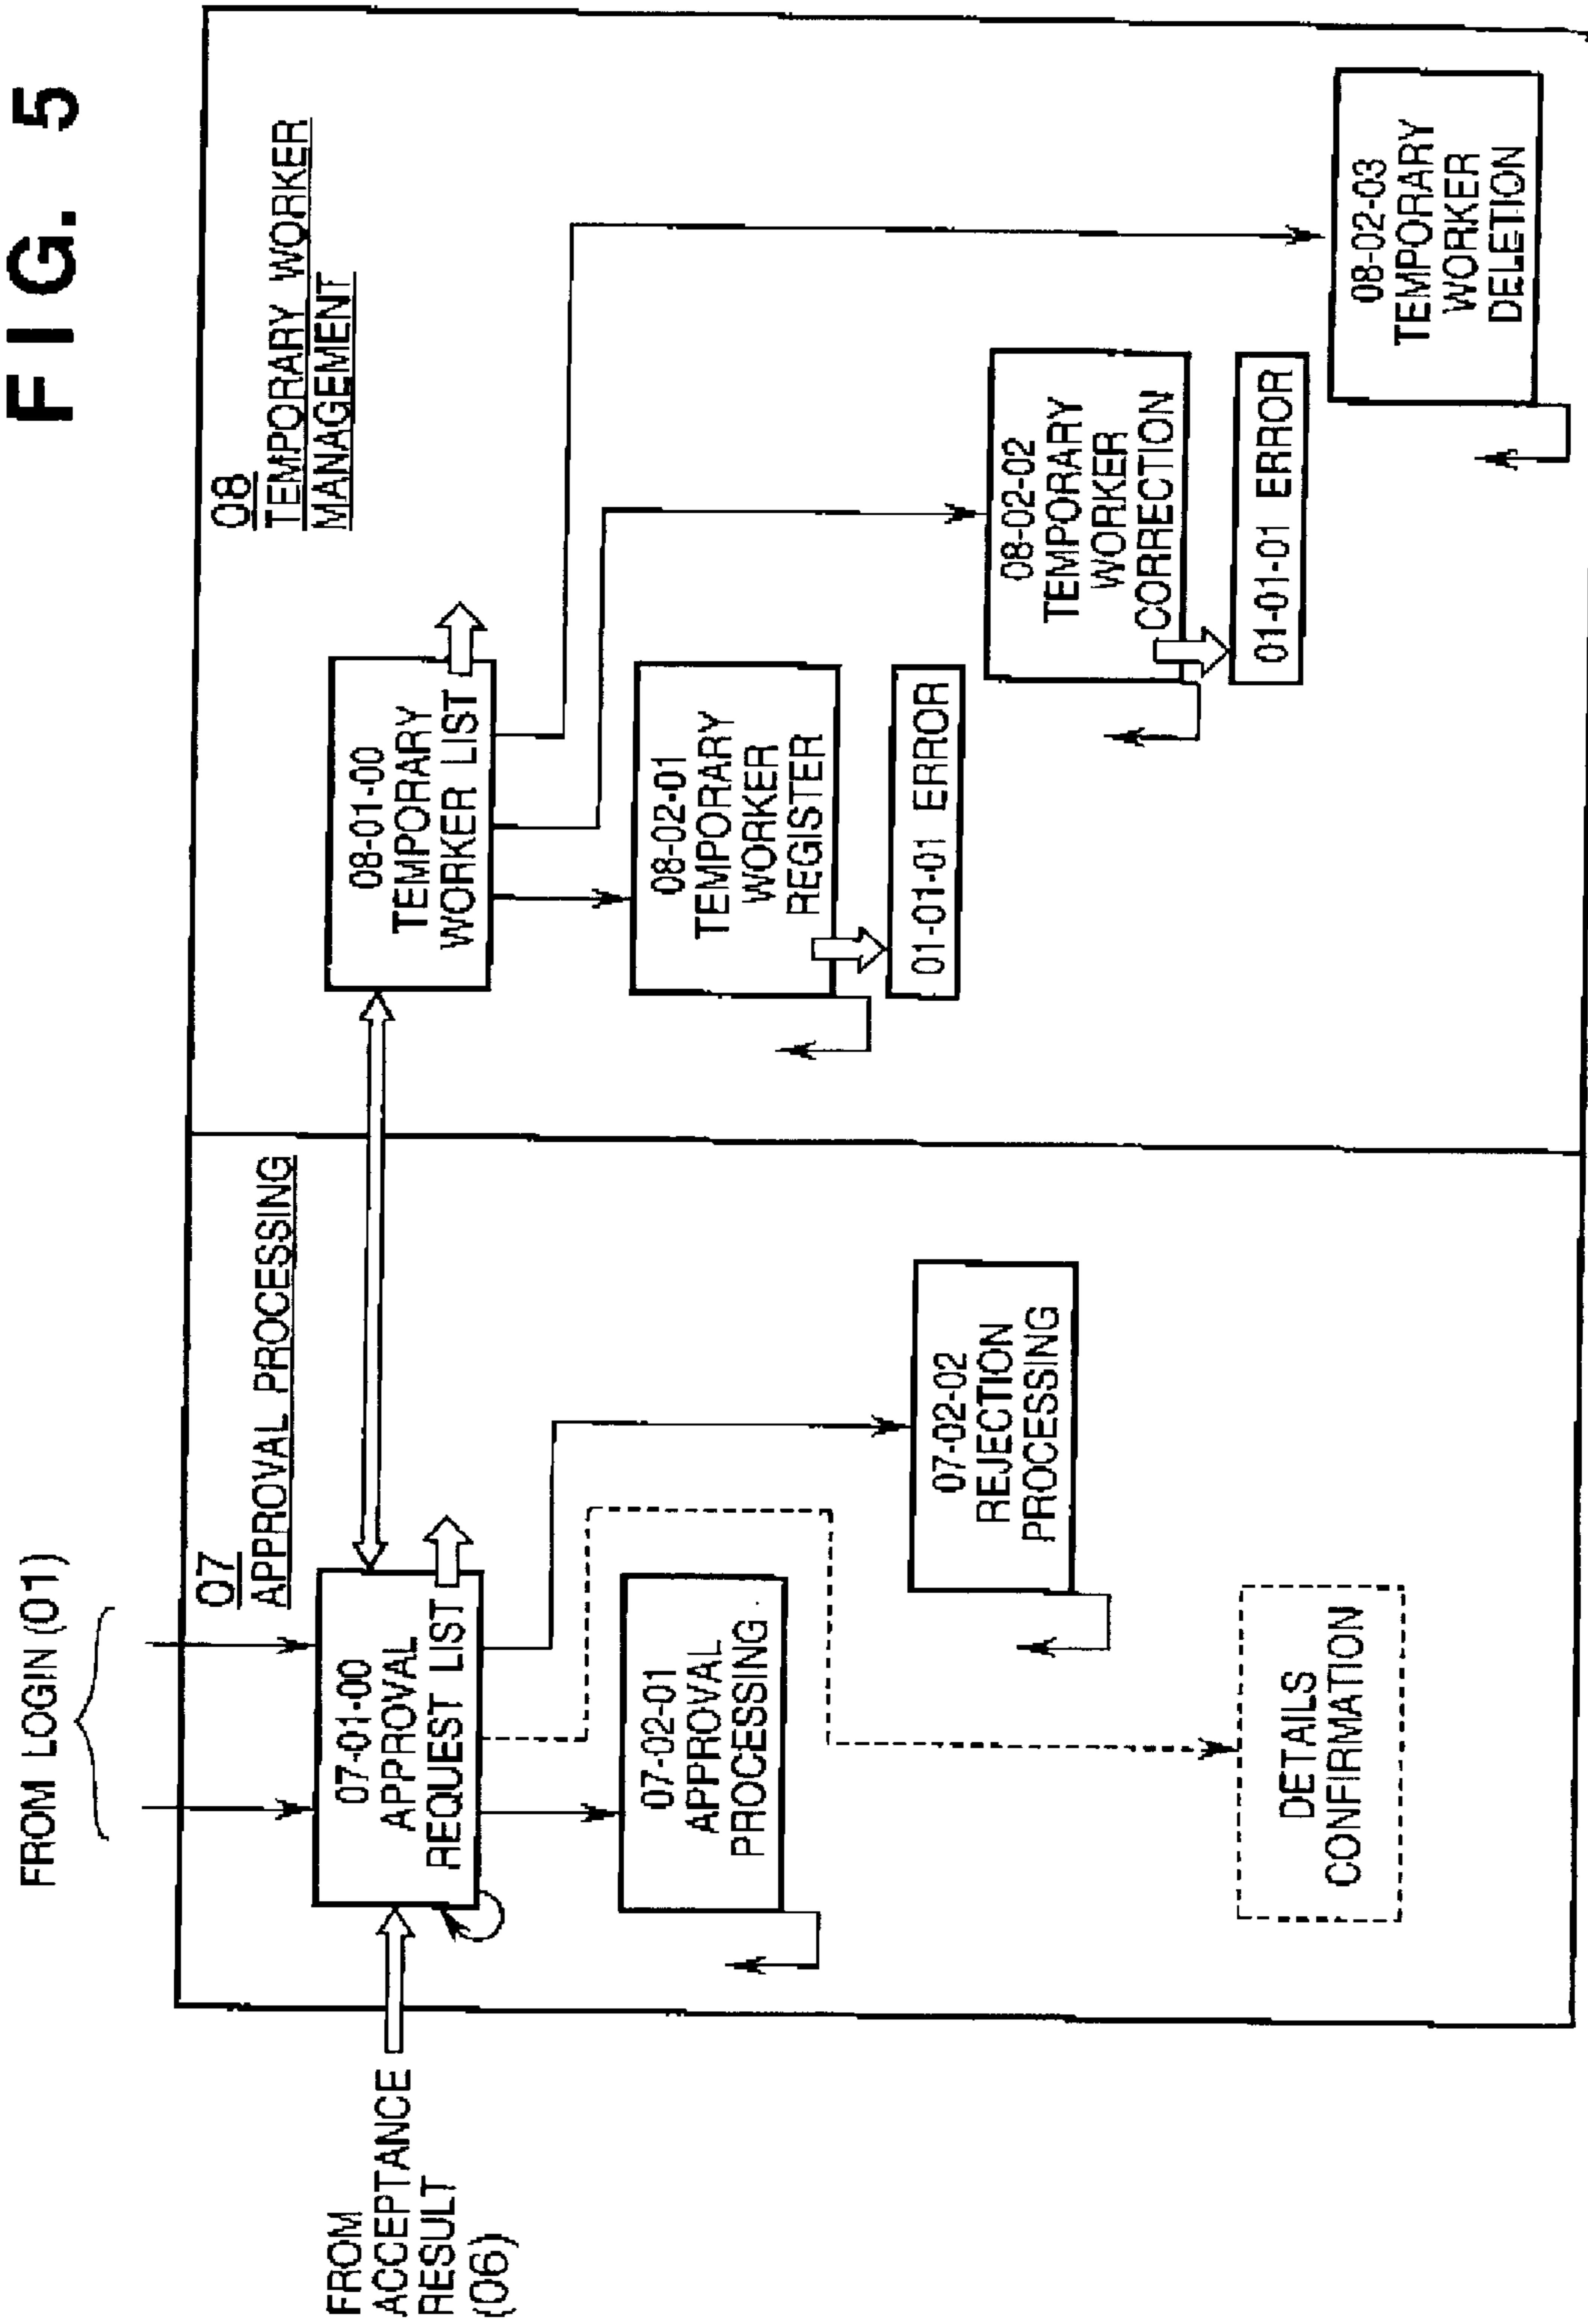 FIG. 5
FROM LOGIN (01)
FROM
ACCEPTANCE
RESULT
(06)
07
APPROVAL PROCESSING
07-01-00
APPROVAL
REQUEST LIST
07-02-01
APPROVAL
PROCESSING
07-02-02
REJECTION
PROCESSING
DETAILS
CONFIRMATION
08
TEMPORARY WORKER
MANAGEMENT
08-01-00
TEMPORARY
WORKER LIST
08-02-01
TEMPORARY
WORKER
REGISTER
01-01-01 ERROR
08-02-02
TEMPORARY
WORKER
CORRECTION
01-01-01 ERROR
08-02-03
TEMPORARY
WORKER
DELETION